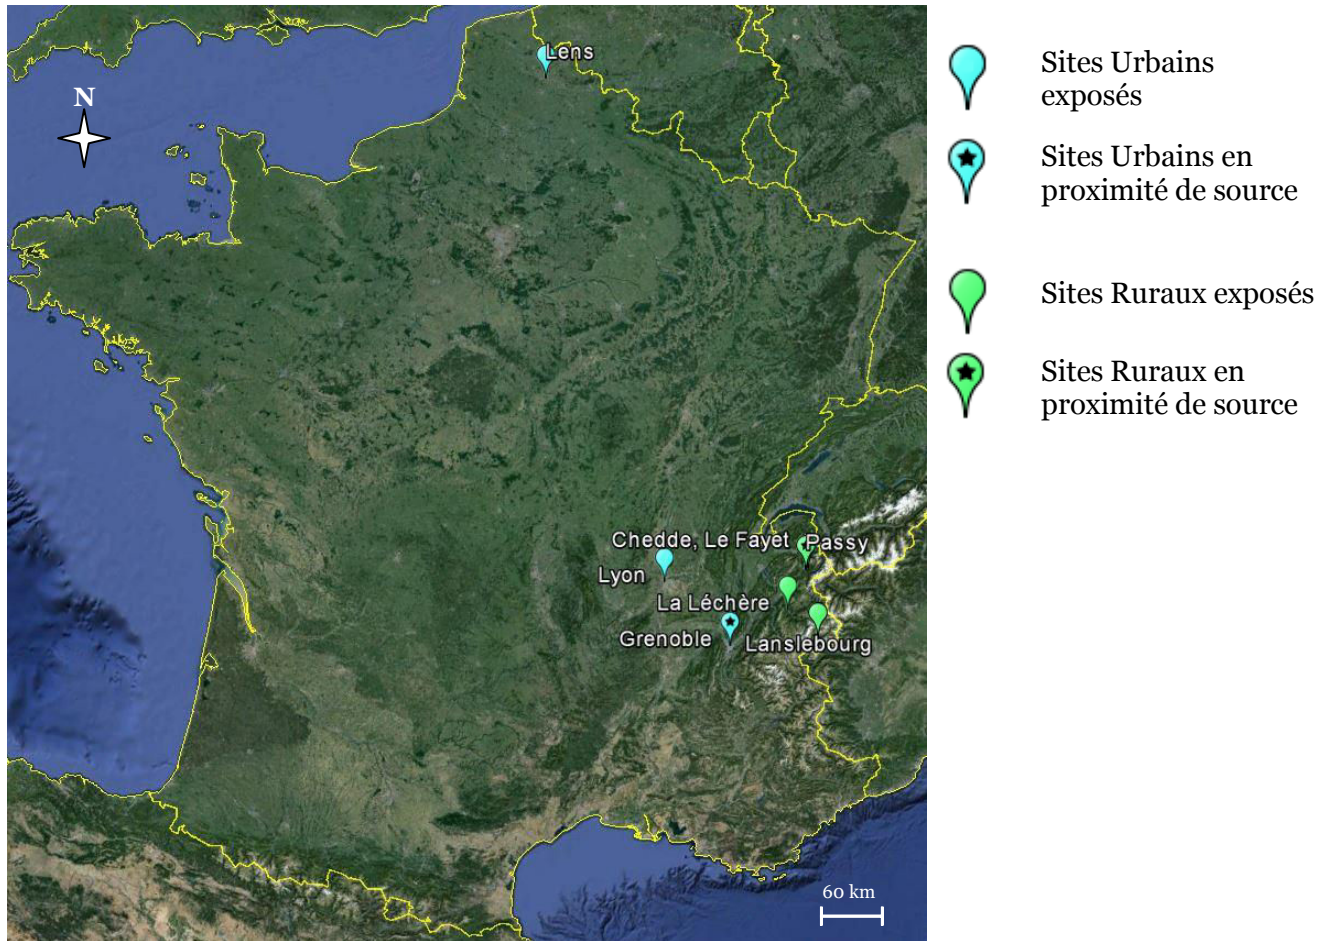 Lens
N
Chedde, Le Fayet
Passy
Lyon
La Léchère
Grenoble
Lanslebourg
60 km
Sites Urbains
exposés
Sites Urbains en
proximité de source
Sites Ruraux exposés
Sites Ruraux en
proximité de source